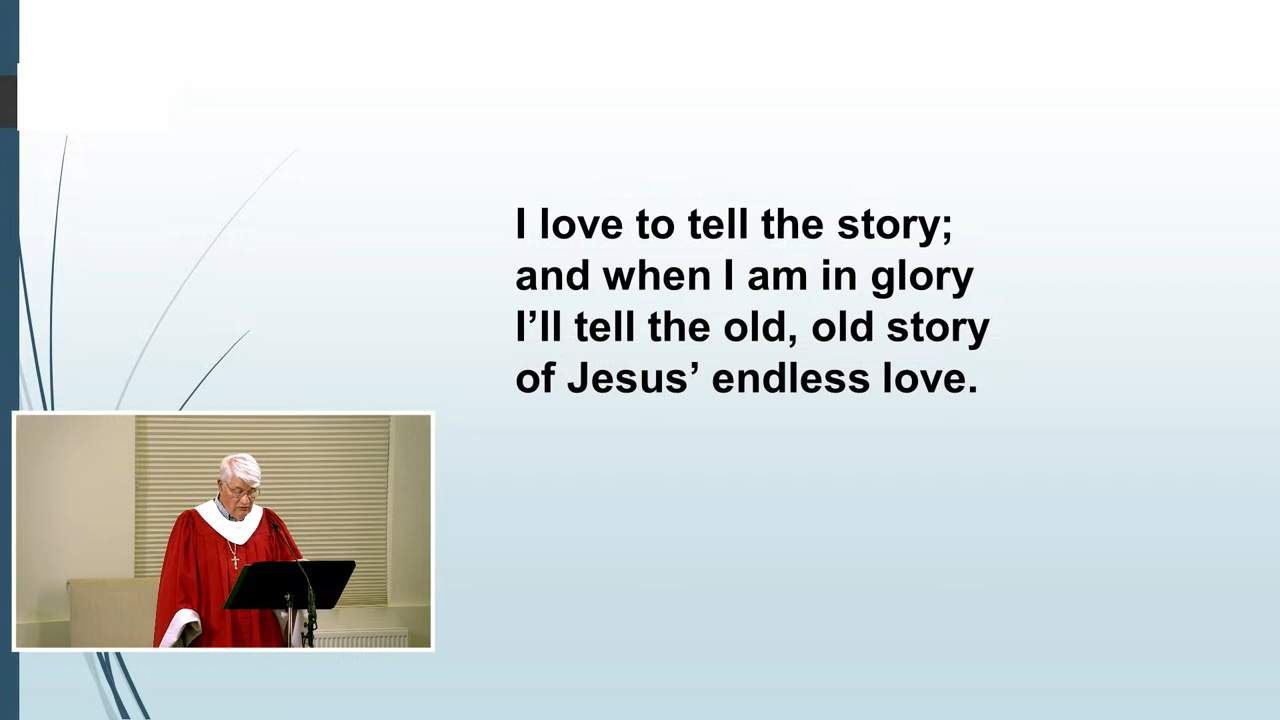 I love to tell the story;
and when I am in glory
I’ll tell the old, old story
of Jesus’ endless love.